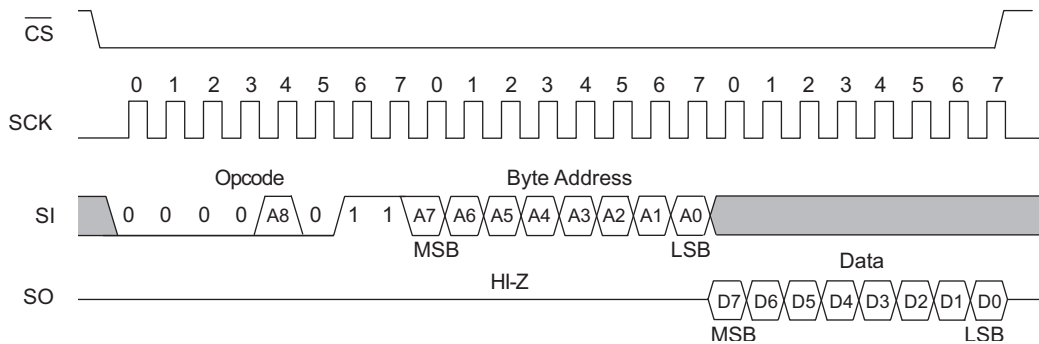 CS
0 1 2 3 4 5 6 7 0 1 2 3 4 5 6 7 0 1 2 3 4 5 6 7
SCK
Opcode Byte Address
SI 0 0 0 0 A8 0 1 1 A7 A6 A5 A4 A3 A2 A1 A0
MSB LSB
HI-Z Data
SO D7 D6 D5 D4 D3 D2 D1 D0
MSB LSB